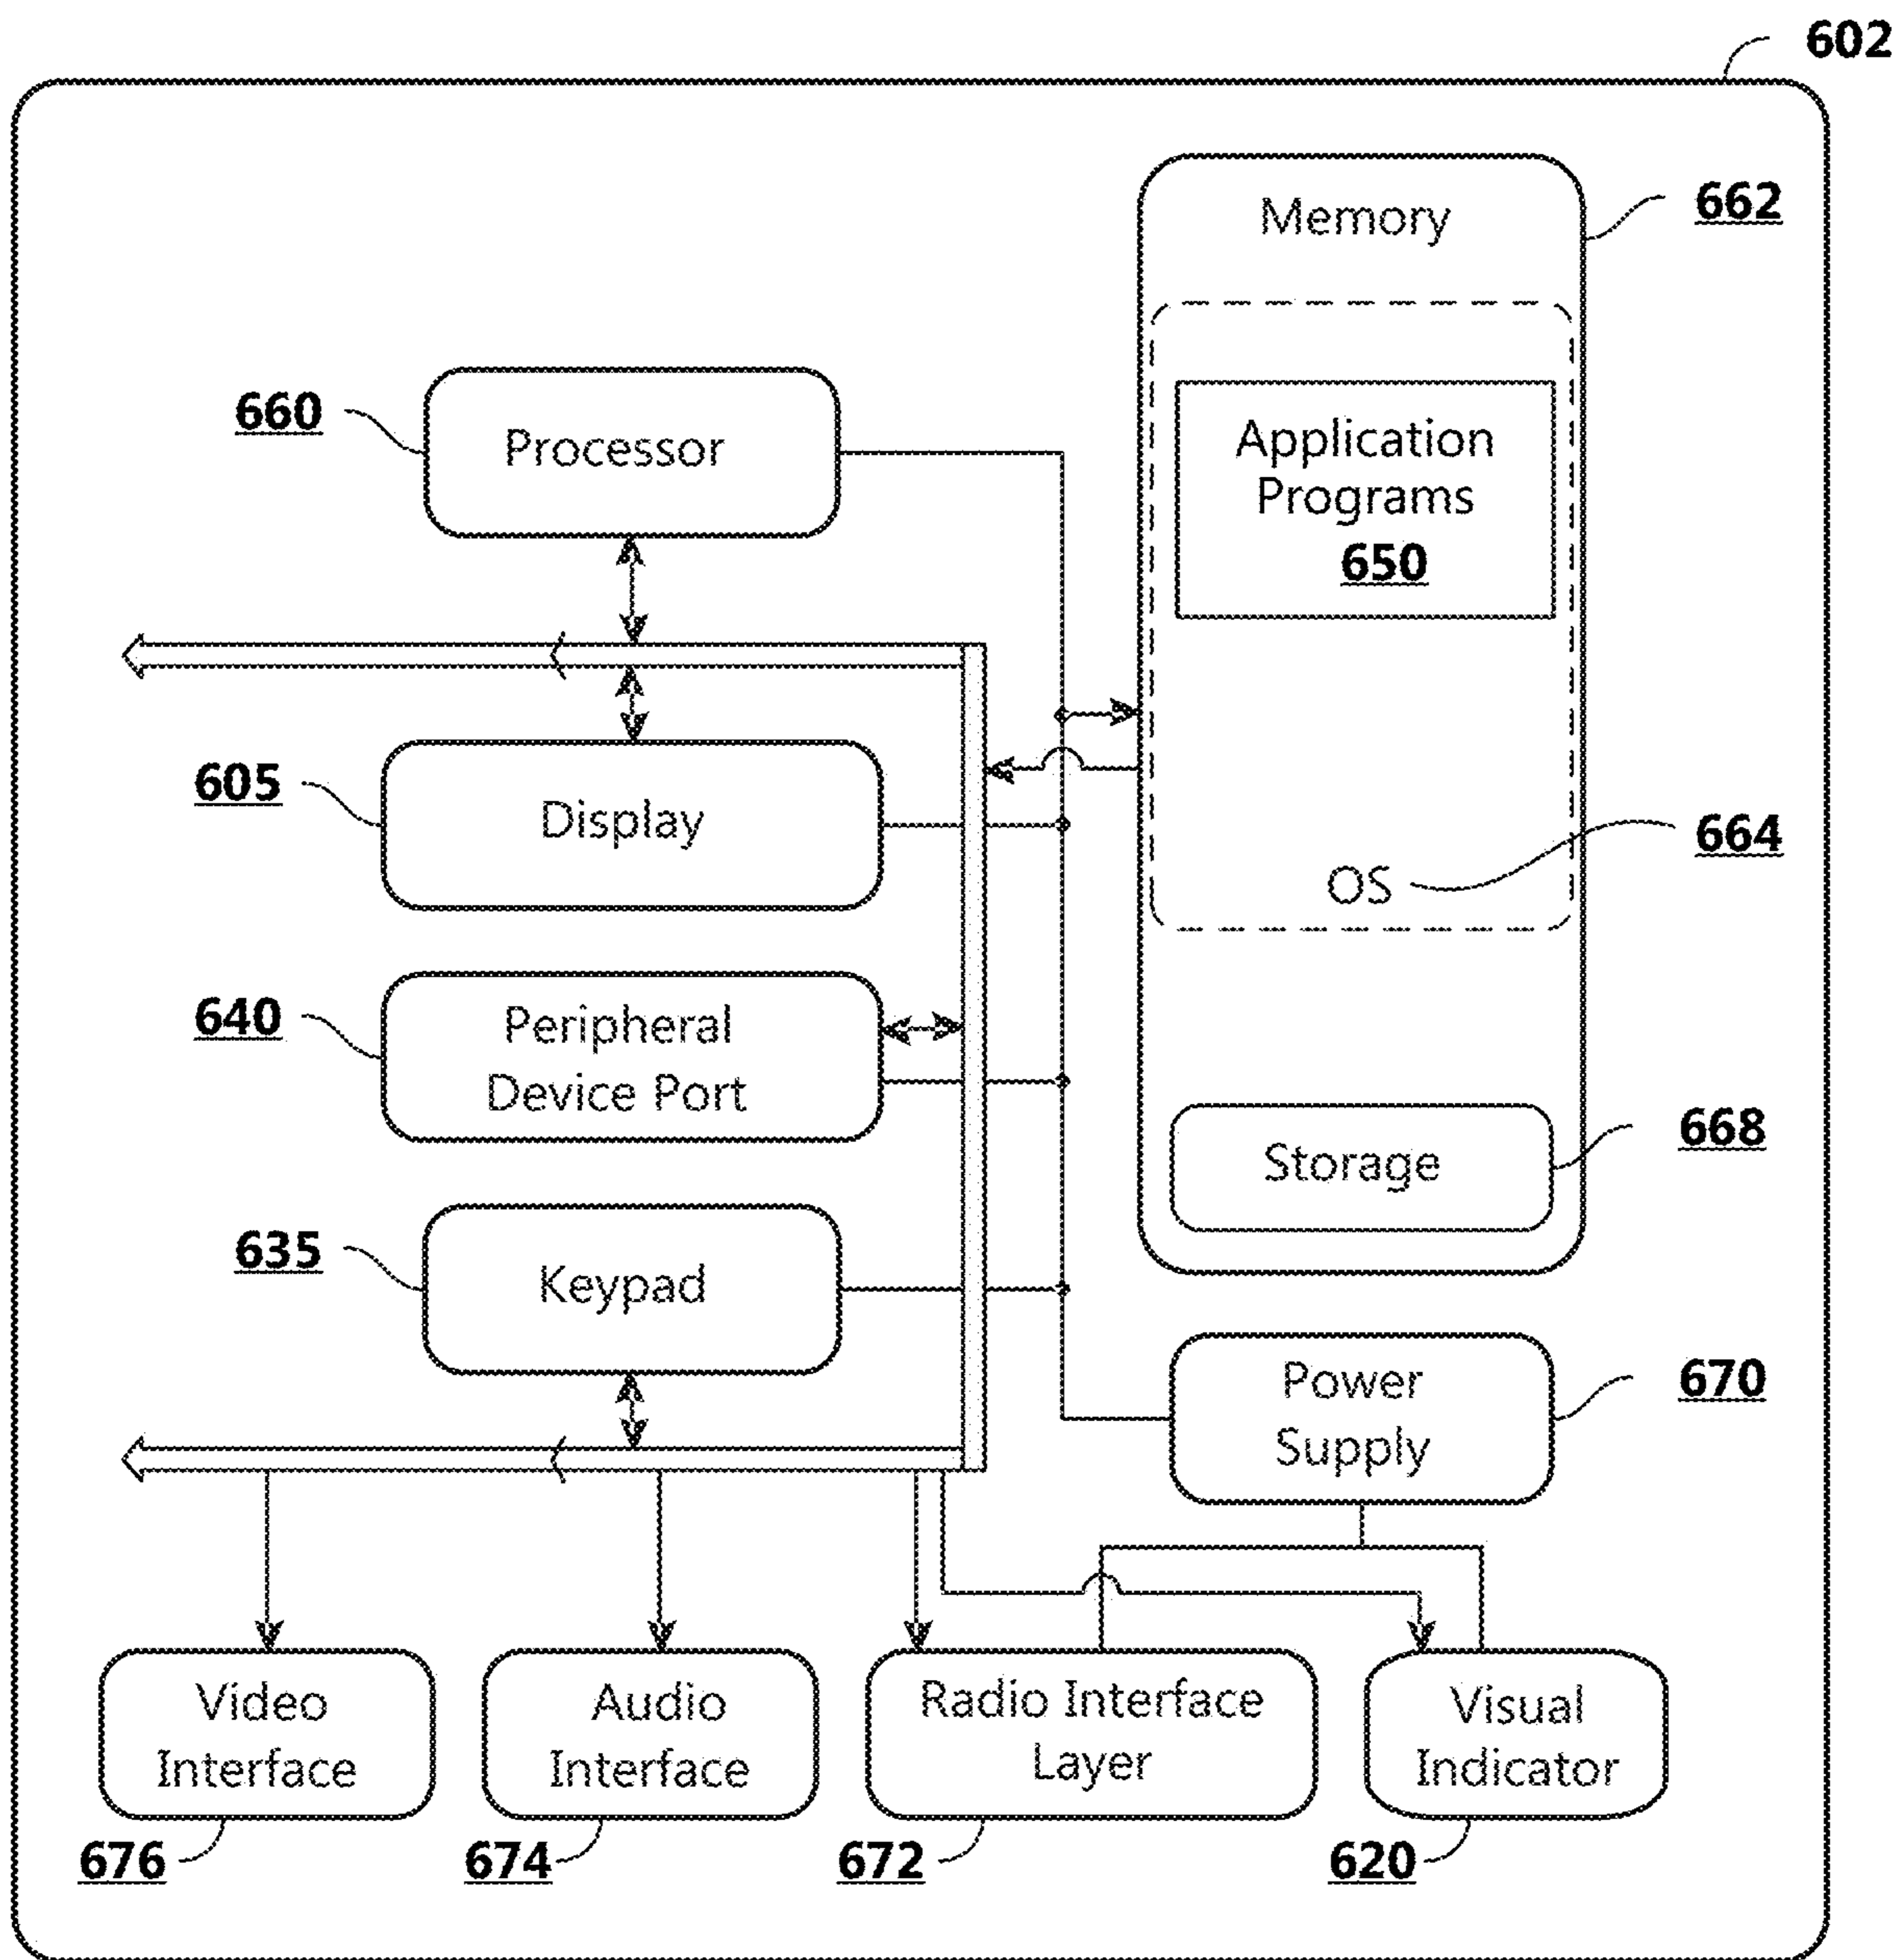 602
Memory
662
660
Processor
Application
Programs
650
605
Display
664
OS
640
Peripheral
Device Port
668
Storage
635
Keypad
Power
Supply
670
Video
Interface
Audio
Interface
Radio Interface
Layer
Visual
Indicator
676
674
672
620